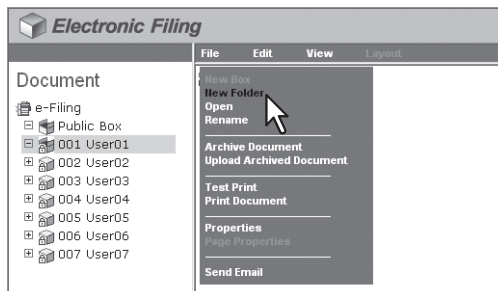 Electronic Filing
File Edit View Layout
Document
e-Filing
Public Box
001 User01
002 User02
003 User03
004 User04
005 User05
006 User06
007 User07
New Box
New Folder
Open
Rename
Archive Document
Upload Archived Document
Test Print
Print Document
Properties
Page Properties
Send Email